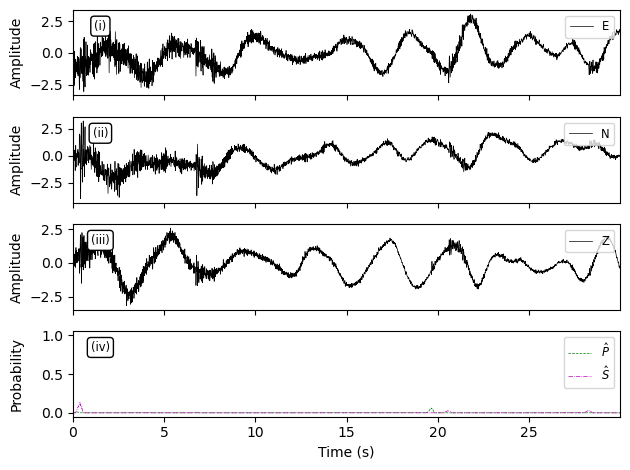 (i)
E
2.5
0.0
−2.5
Amplitude
(ii)
N
2.5
0.0
−2.5
Amplitude
(iii)
Z
2.5
0.0
−2.5
Amplitude
(iv)
P̂
Ŝ
1.0
0.5
0.0
Probability
0 5 10 15 20 25
Time (s)